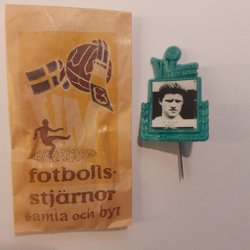 fotbolls-
stjärnor
samla och byt